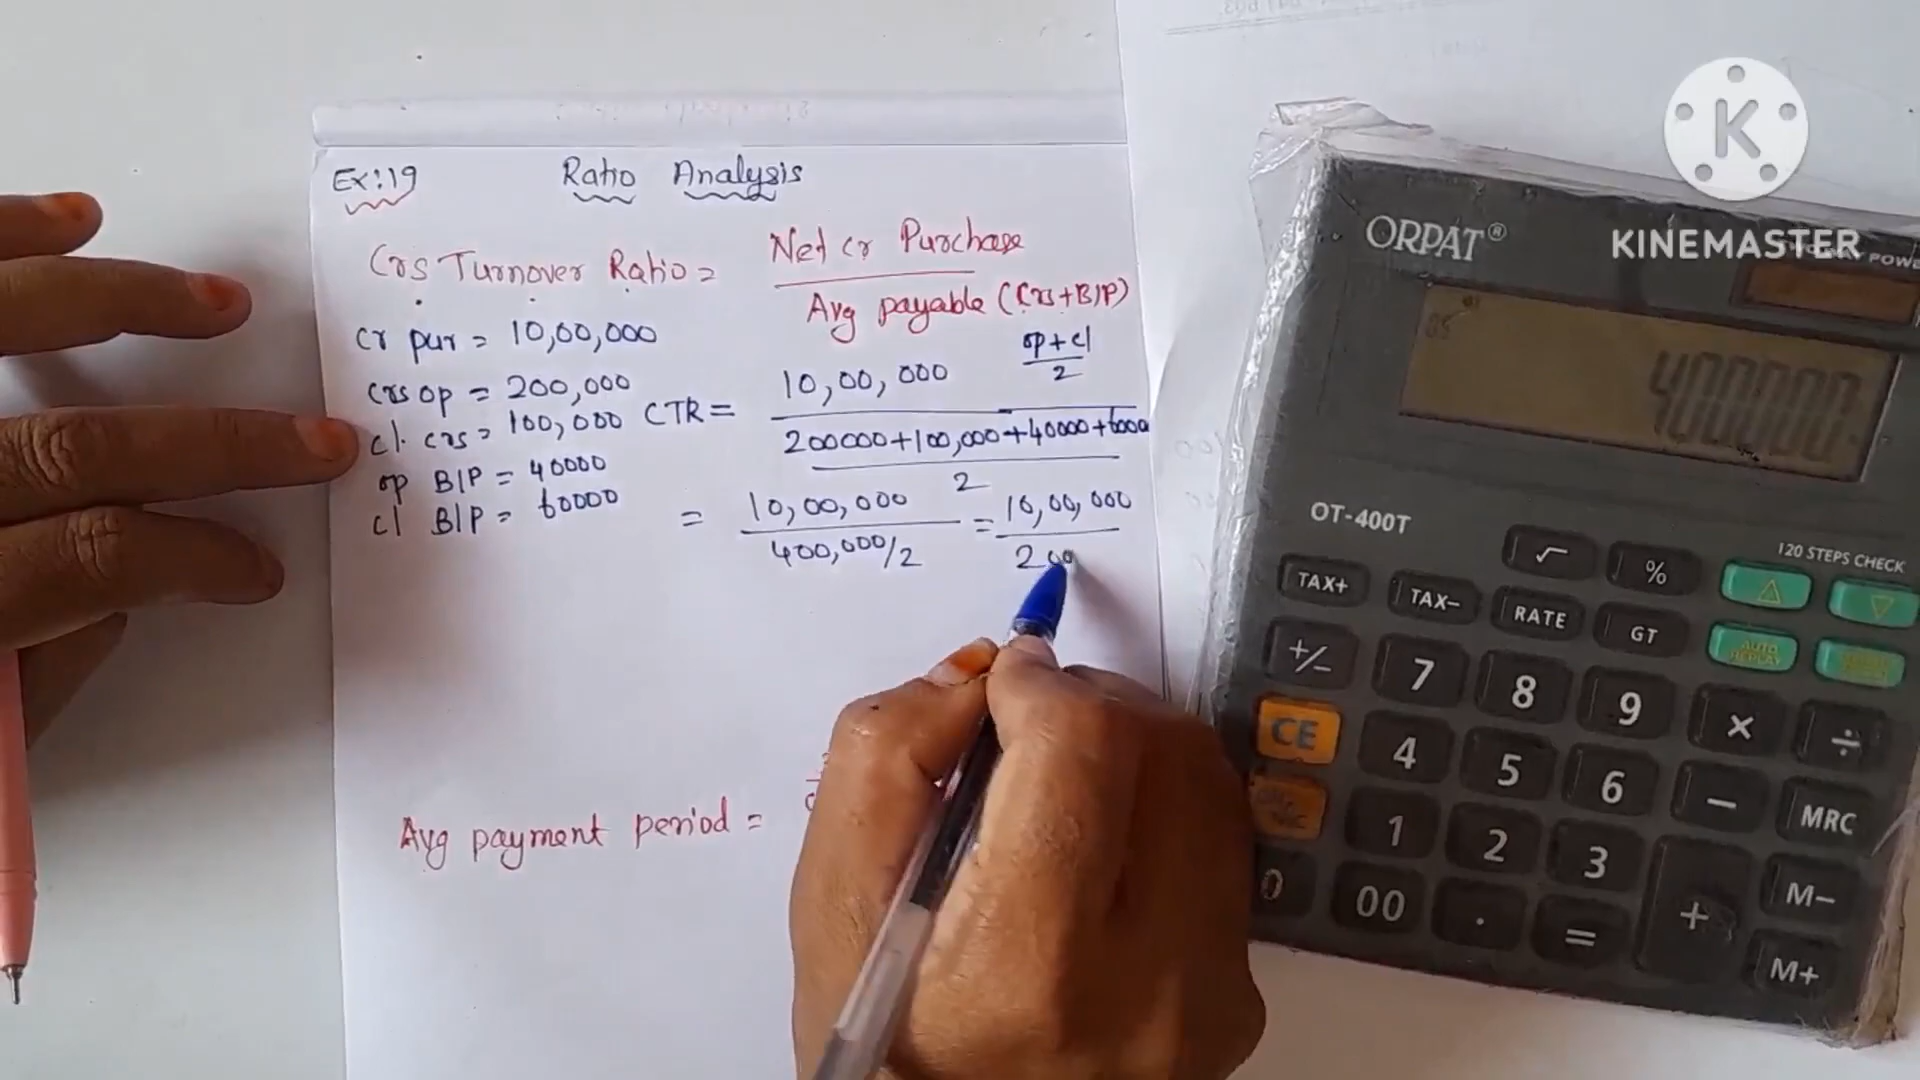 Ex:19 Ratio Analysis
Crs Turnover Ratio = Net cr Purchase
Avg payable (Crs+B/P)
op+cl
2
cr pur = 10,00,000
crs op = 200,000
cl. crs = 100,000
op B/P = 40000
cl B/P = 60000
CTR = 10,00,000
200000+100,000+40000+6000
2
= 10,00,000 = 10,00,000
400,000/2 200
Avg payment period =
K
KINEMASTER
ORPAT®
POWE
400000.
OT-400T
120 STEPS CHECK
√ % △ ▽
TAX+ TAX− RATE GT AUTO REPLAY
+/− 7 8 9 × ÷
CE 4 5 6 − MRC
1 2 3 + M−
0 00 . = M+